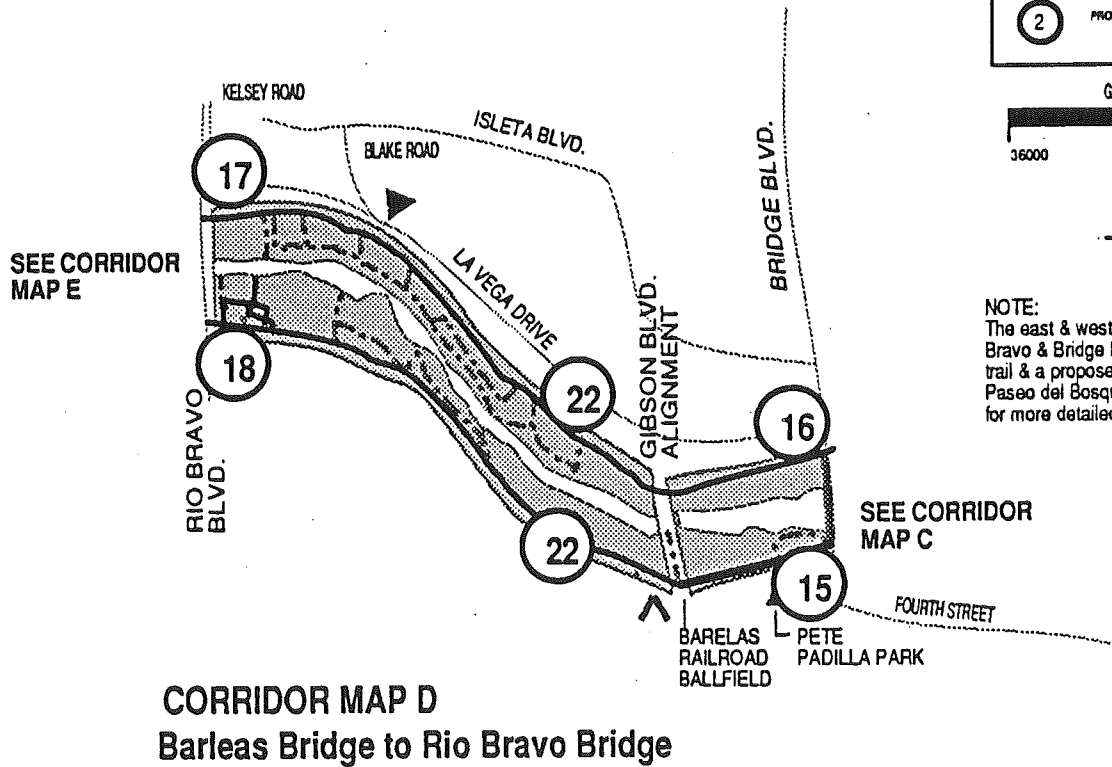 2
KELSEY ROAD
ISLETA BLVD.
BLAKE ROAD
36000
BRIDGE BLVD.
17
SEE CORRIDOR
MAP E
LA VEGA DRIVE
GIBSON BLVD.
ALIGNMENT
NOTE:
The east & west
Bravo & Bridge
trail & a propose
Paseo del Bosq
for more detailed
18
22
16
RIO BRAVO
BLVD.
SEE CORRIDOR
MAP C
22
15
FOURTH STREET
BARELAS
RAILROAD
BALLFIELD
PETE
PADILLA PARK
CORRIDOR MAP D
Barleas Bridge to Rio Bravo Bridge